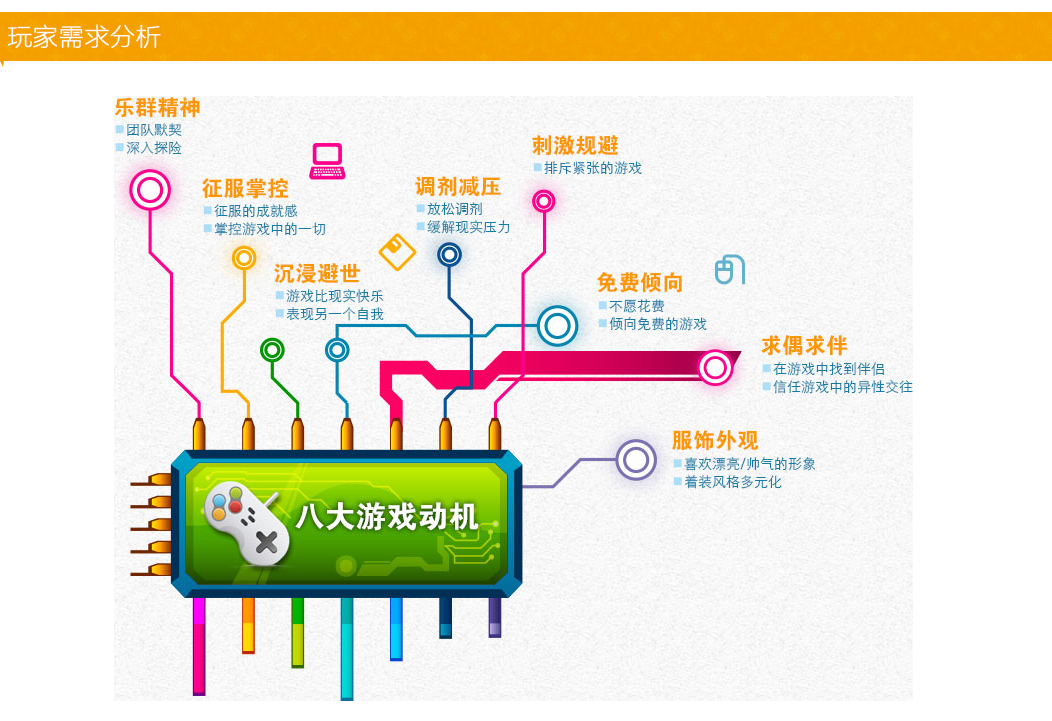 玩家需求分析
乐群精神
团队默契
深入探险
征服掌控
征服的成就感
掌控游戏中的一切
沉浸避世
游戏比现实快乐
表现另一个自我
调剂减压
放松调剂
缓解现实压力
刺激规避
排斥紧张的游戏
免费倾向
不愿花费
倾向免费的游戏
求偶求伴
在游戏中找到伴侣
信任游戏中的异性交往
服饰外观
喜欢漂亮/帅气的形象
着装风格多元化
八大游戏动机